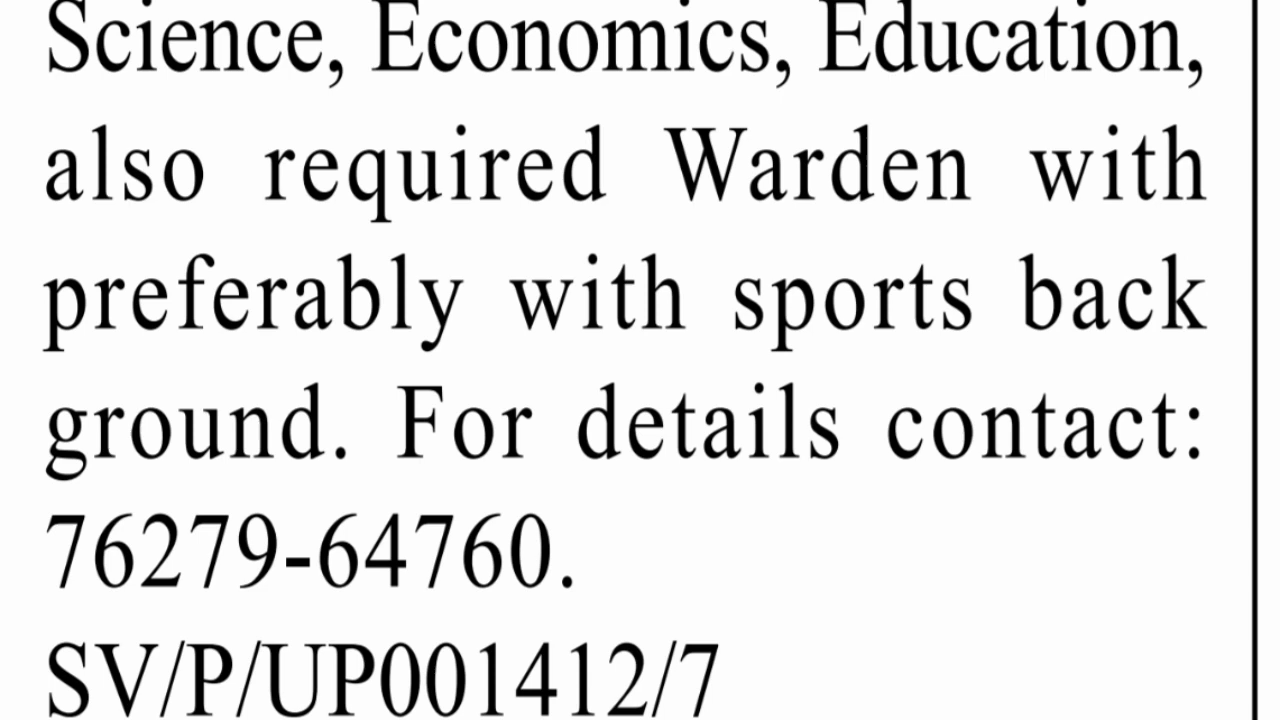 Science, Economics, Education,
also required Warden with
preferably with sports back
ground. For details contact:
76279-64760.
SV/P/UP001412/7